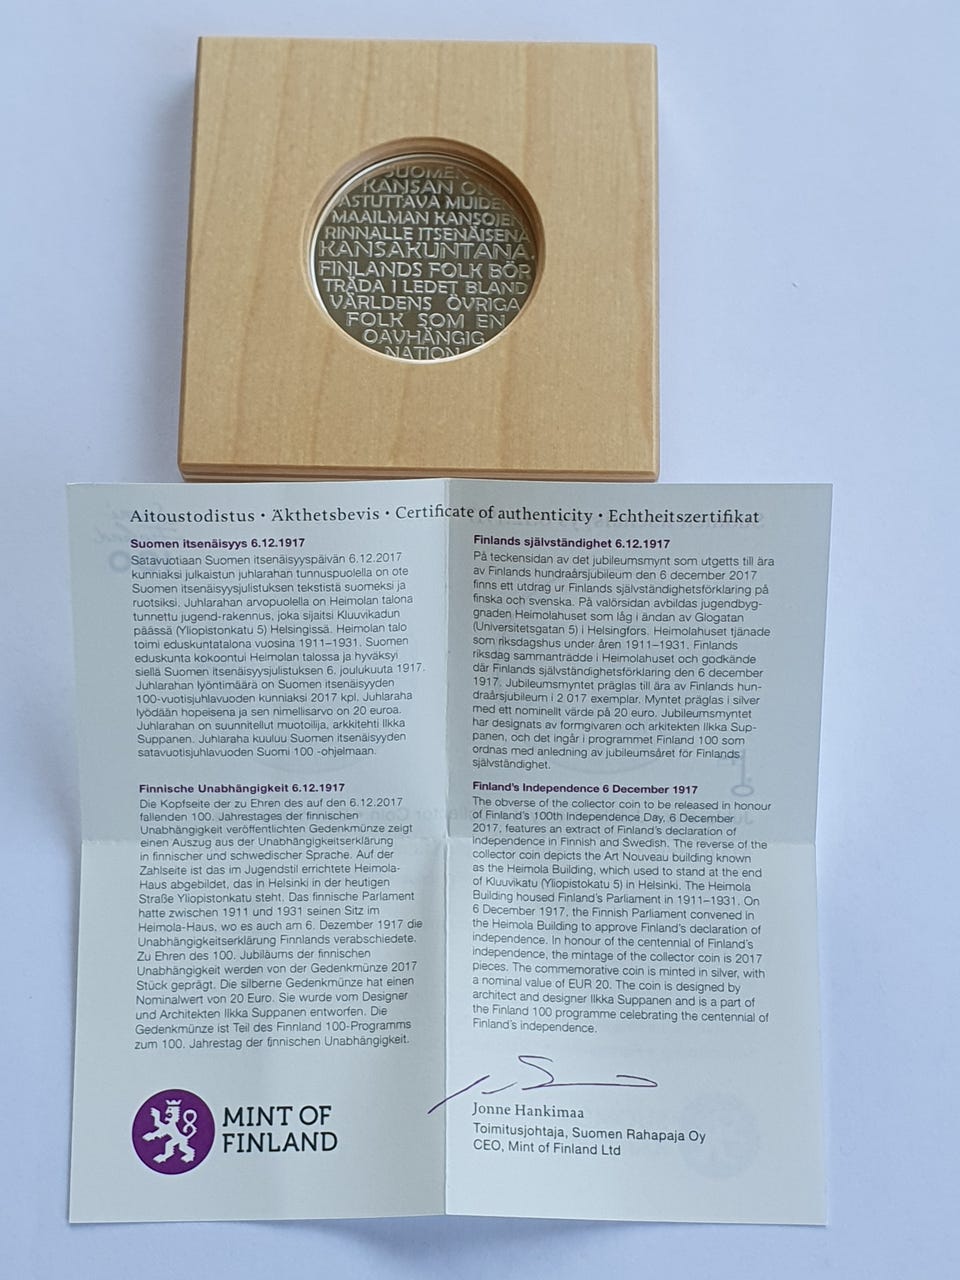 SUOMEN
KANSAN ON
ASTUTTAVA MUIDEN
MAAILMAN KANSOJEN
RINNALLE ITSENÄISENÄ
KANSAKUNTANA.
FINLANDS FOLK BÖR
TRÄDA I LEDET BLAND
VÄRLDENS ÖVRIGA
FOLK SOM EN
OAVHÄNGIG
NATION
Aitoustodistus • Äkthetsbevis • Certificate of authenticity • Echtheitszertifikat
Suomen itsenäisyys 6.12.1917
Satavuotiaan Suomen itsenäisyyspäivän 6.12.2017
kunniaksi julkaistun juhlarahan tunnuspuolella on ote
Suomen itsenäisyysjulistuksen tekstistä suomeksi ja
ruotsiksi. Juhlarahan arvopuolella on Heimolan talona
tunnettu jugend-rakennus, joka sijaitsi Kluuvikadun
päässä (Yliopistonkatu 5) Helsingissä. Heimolan talo
toimi eduskuntatalona vuosina 1911–1931. Suomen
eduskunta kokoontui Heimolan talossa ja hyväksyi
siellä Suomen itsenäisyysjulistuksen 6. joulukuuta 1917.
Juhlarahan lyöntimäärä on Suomen itsenäisyyden
100-vuotisjuhlavuoden kunniaksi 2017 kpl. Juhlaraha
lyödään hopeisena ja sen nimellisarvo on 20 euroa.
Juhlarahan on suunnitellut muotoilija, arkkitehti Ilkka
Suppanen. Juhlaraha kuuluu Suomen itsenäisyyden
satavuotisjuhlavuoden Suomi 100 -ohjelmaan.
Finlands självständighet 6.12.1917
På teckensidan av det jubileumsmynt som utgetts till ära
av Finlands hundraårsjubileum den 6 december 2017
finns ett utdrag ur Finlands självständighetsförklaring på
finska och svenska. På valörsidan avbildas jugendbyg-
gnaden Heimolahuset som låg i ändan av Glogatan
(Universitetsgatan 5) i Helsingfors. Heimolahuset tjänade
som riksdagshus under åren 1911–1931. Finlands
riksdag sammanträdde i Heimolahuset och godkände
där Finlands självständighetsförklaring den 6 december
1917. Jubileumsmyntet präglas till ära av Finlands hun-
draårsjubileum i 2 017 exemplar. Myntet präglas i silver
med ett nominellt värde på 20 euro. Jubileumsmyntet
har designats av formgivaren och arkitekten Ilkka Sup-
panen, och det ingår i programmet Finland 100 som
ordnas med anledning av jubileumsåret för Finlands
självständighet.
Finnische Unabhängigkeit 6.12.1917
Die Kopfseite der zu Ehren des auf den 6.12.2017
fallenden 100. Jahrestages der finnischen
Unabhängigkeit veröffentlichten Gedenkmünze zeigt
einen Auszug aus der Unabhängigkeitserklärung
in finnischer und schwedischer Sprache. Auf der
Zahlseite ist das im Jugendstil errichtete Heimola-
Haus abgebildet, das in Helsinki in der heutigen
Straße Yliopistonkatu steht. Das finnische Parlament
hatte zwischen 1911 und 1931 seinen Sitz im
Heimola-Haus, wo es auch am 6. Dezember 1917 die
Unabhängigkeitserklärung Finnlands verabschiedete.
Zu Ehren des 100. Jubiläums der finnischen
Unabhängigkeit werden von der Gedenkmünze 2017
Stück geprägt. Die silberne Gedenkmünze hat einen
Nominalwert von 20 Euro. Sie wurde vom Designer
und Architekten Ilkka Suppanen entworfen. Die
Gedenkmünze ist Teil des Finnland 100-Programms
zum 100. Jahrestag der finnischen Unabhängigkeit.
Finland's Independence 6 December 1917
The obverse of the collector coin to be released in honour
of Finland's 100th Independence Day, 6 December
2017, features an extract of Finland's declaration of
independence in Finnish and Swedish. The reverse of the
collector coin depicts the Art Nouveau building known
as the Heimola Building, which used to stand at the end
of Kluuvikatu (Yliopistokatu 5) in Helsinki. The Heimola
Building housed Finland's Parliament in 1911–1931. On
6 December 1917, the Finnish Parliament convened in
the Heimola Building to approve Finland's declaration of
independence. In honour of the centennial of Finland's
independence, the mintage of the collector coin is 2017
pieces. The commemorative coin is minted in silver, with
a nominal value of EUR 20. The coin is designed by
architect and designer Ilkka Suppanen and is a part of
the Finland 100 programme celebrating the centennial of
Finland's independence.
MINT OF
FINLAND
Jonne Hankimaa
Toimitusjohtaja, Suomen Rahapaja Oy
CEO, Mint of Finland Ltd